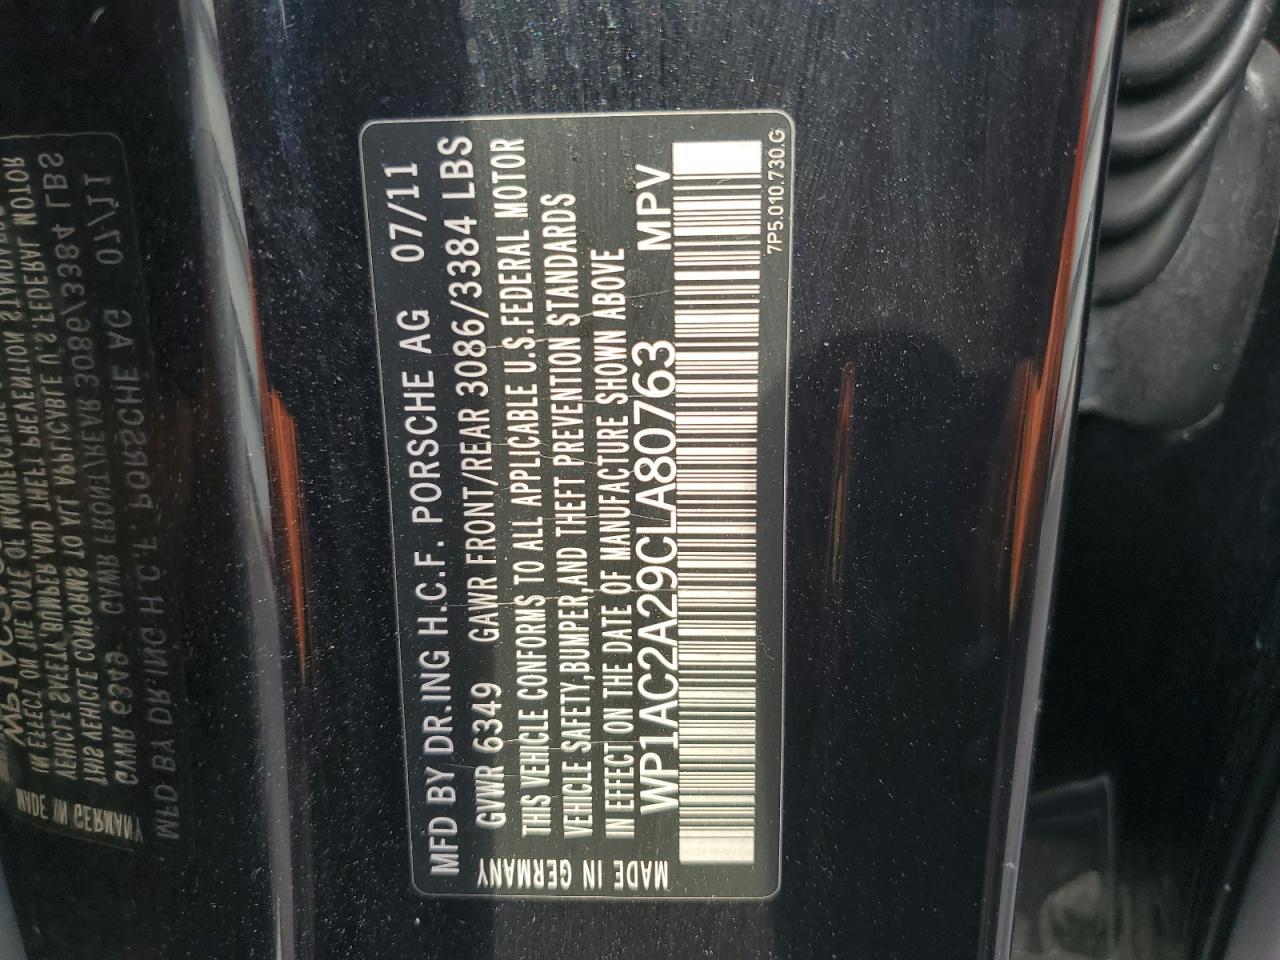 MFD BY DR.ING H.C.F. PORSCHE AG 07/11
GVWR 6349 GAWR FRONT/REAR 3086/3384 LBS
THIS VEHICLE CONFORMS TO ALL APPLICABLE U.S.FEDERAL MOTOR
VEHICLE SAFETY,BUMPER,AND THEFT PREVENTION STANDARDS
IN EFFECT ON THE DATE OF MANUFACTURE SHOWN ABOVE
WP1AC2A29CLA80763 MPV
MADE IN GERMANY
7P5.010.730.G